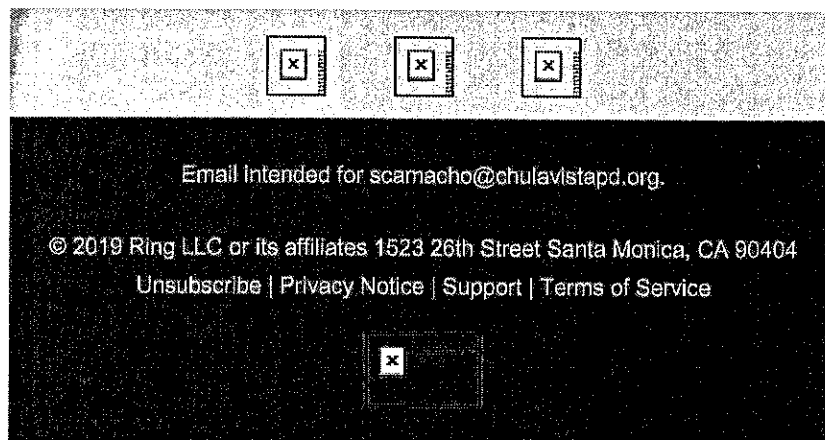 Email intended for scamacho@chulavistapd.org.
© 2019 Ring LLC or its affiliates 1523 26th Street Santa Monica, CA 90404
Unsubscribe | Privacy Notice | Support | Terms of Service